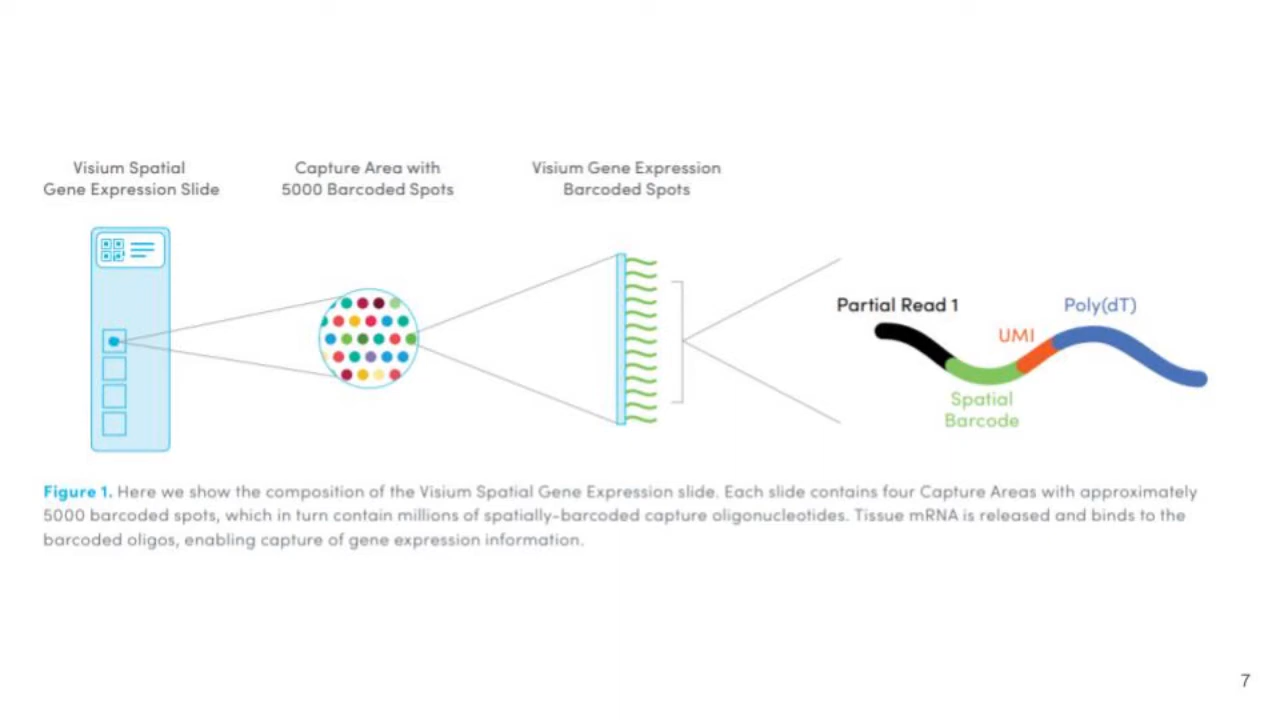 Visium Spatial
Gene Expression Slide
Capture Area with
5000 Barcoded Spots
Visium Gene Expression
Barcoded Spots
Partial Read 1
Poly(dT)
UMI
Spatial
Barcode
Figure 1. Here we show the composition of the Visium Spatial Gene Expression slide. Each slide contains four Capture Areas with approximately
5000 barcoded spots, which in turn contain millions of spatially-barcoded capture oligonucleotides. Tissue mRNA is released and binds to the
barcoded oligos, enabling capture of gene expression information.
7